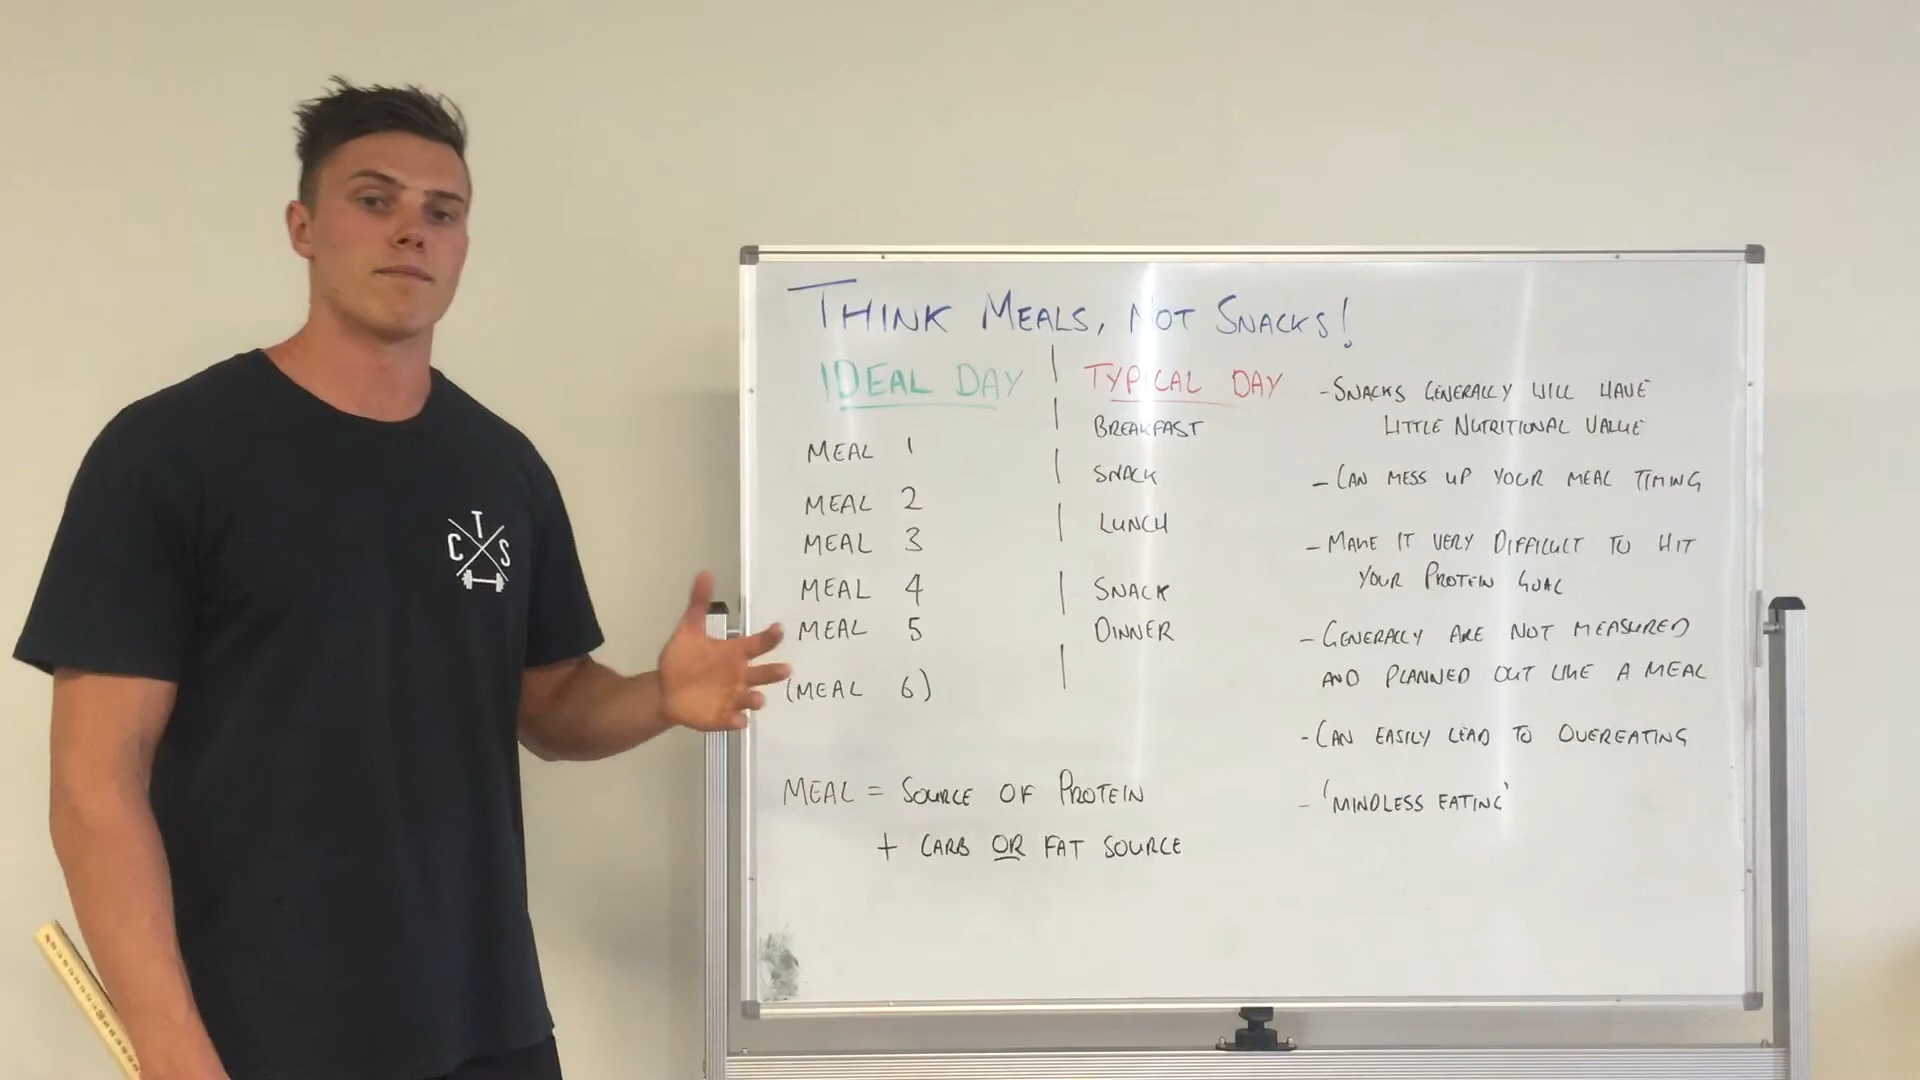 THINK MEALS, NOT SNACKS!
IDEAL DAY
MEAL 1
MEAL 2
MEAL 3
MEAL 4
MEAL 5
(MEAL 6)
TYPICAL DAY
BREAKFAST
SNACK
LUNCH
SNACK
DINNER
MEAL = SOURCE OF PROTEIN
+ CARB OR FAT SOURCE
- SNACKS GENERALLY WILL HAVE
LITTLE NUTRITIONAL VALUE
- CAN MESS UP YOUR MEAL TIMING
- MAKE IT VERY DIFFICULT TO HIT
YOUR PROTEIN GOAL
- GENERALLY ARE NOT MEASURED
AND PLANNED OUT LIKE A MEAL
- CAN EASILY LEAD TO OVEREATING
- 'MINDLESS EATING'
C T S